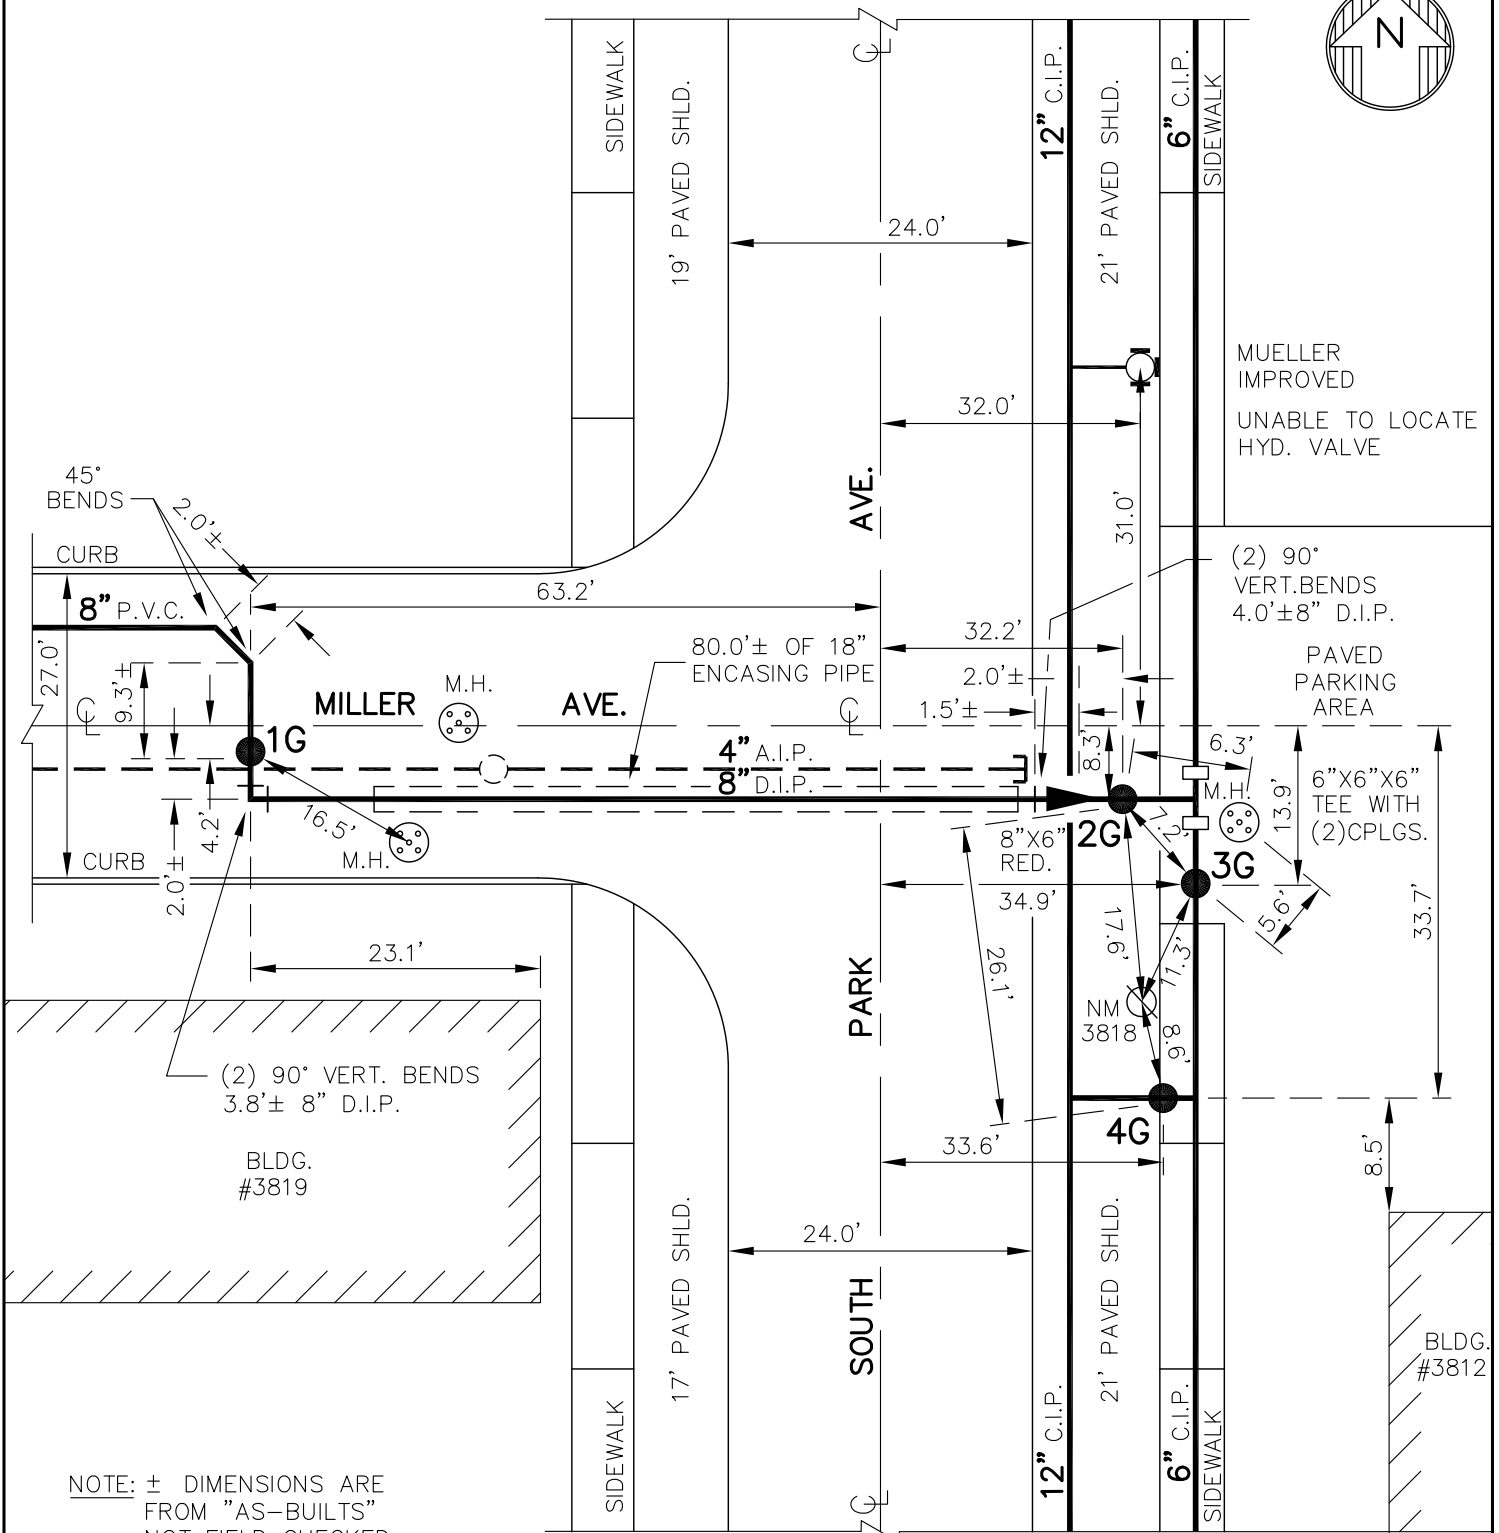 N
SIDEWALK
19' PAVED SHLD.
12" C.I.P.
21' PAVED SHLD.
6" C.I.P.
SIDEWALK
24.0'
MUELLER
IMPROVED
UNABLE TO LOCATE
HYD. VALVE
32.0'
31.0'
45°
BENDS
2.0'±
CURB
8" P.V.C.
27.0'
9.3'±
63.2'
AVE.
(2) 90°
VERT.BENDS
4.0'±8" D.I.P.
32.2'
80.0'± OF 18"
ENCASING PIPE
2.0'±
1.5'±
PAVED
PARKING
AREA
M.H.
MILLER AVE.
1G
4" A.I.P.
8" D.I.P.
8.3'
6.3'
M.H.
13.9'
6"X6"X6"
TEE WITH
(2)CPLGS.
16.5'
4.2'
2.0'±
CURB
M.H.
8"X6"
RED.
2G
7.2'
3G
34.9'
5.6'
33.7'
17.6'
11.3'
26.1'
23.1'
PARK
NM
3818
8.6'
(2) 90° VERT. BENDS
3.8'± 8" D.I.P.
4G
33.6'
8.5'
BLDG.
#3819
24.0'
17' PAVED SHLD.
21' PAVED SHLD.
SOUTH
BLDG.
#3812
SIDEWALK
12" C.I.P.
6" C.I.P.
SIDEWALK
NOTE: ± DIMENSIONS ARE
FROM "AS-BUILTS"
NOT FIELD CHECKED